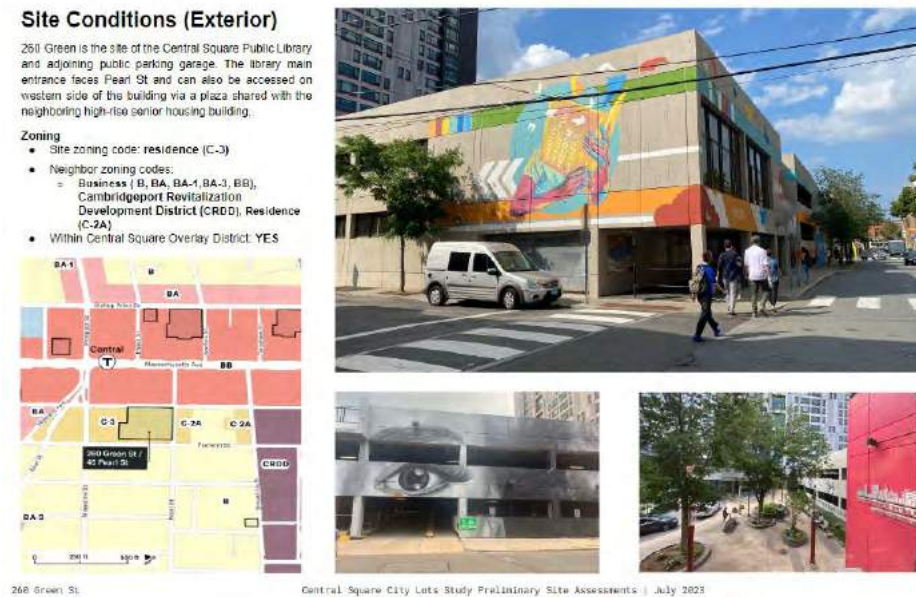 Site Conditions (Exterior)
260 Green is the site of the Central Square Public Library
and adjoining public parking garage. The library main
entrance faces Pearl St and can also be accessed on
western side of the building via a plaza shared with the
neighboring high-rise senior housing building.
Zoning
• Site zoning code: residence (C-3)
• Neighbor zoning codes:
○ Business ( B, BA, BA-1,BA-3, BB),
Cambridgeport Revitalization
Development District (CRDD), Residence
(C-2A)
• Within Central Square Overlay District: YES
BA-1
B
BA
Central
T
Massachusetts Ave
BB
BA
C-3
C-2A
C-2A
260 Green St /
45 Pearl St
CRDD
B
BA-3
0
260 Green St
Central Square City Lots Study Preliminary Site Assessments | July 2023